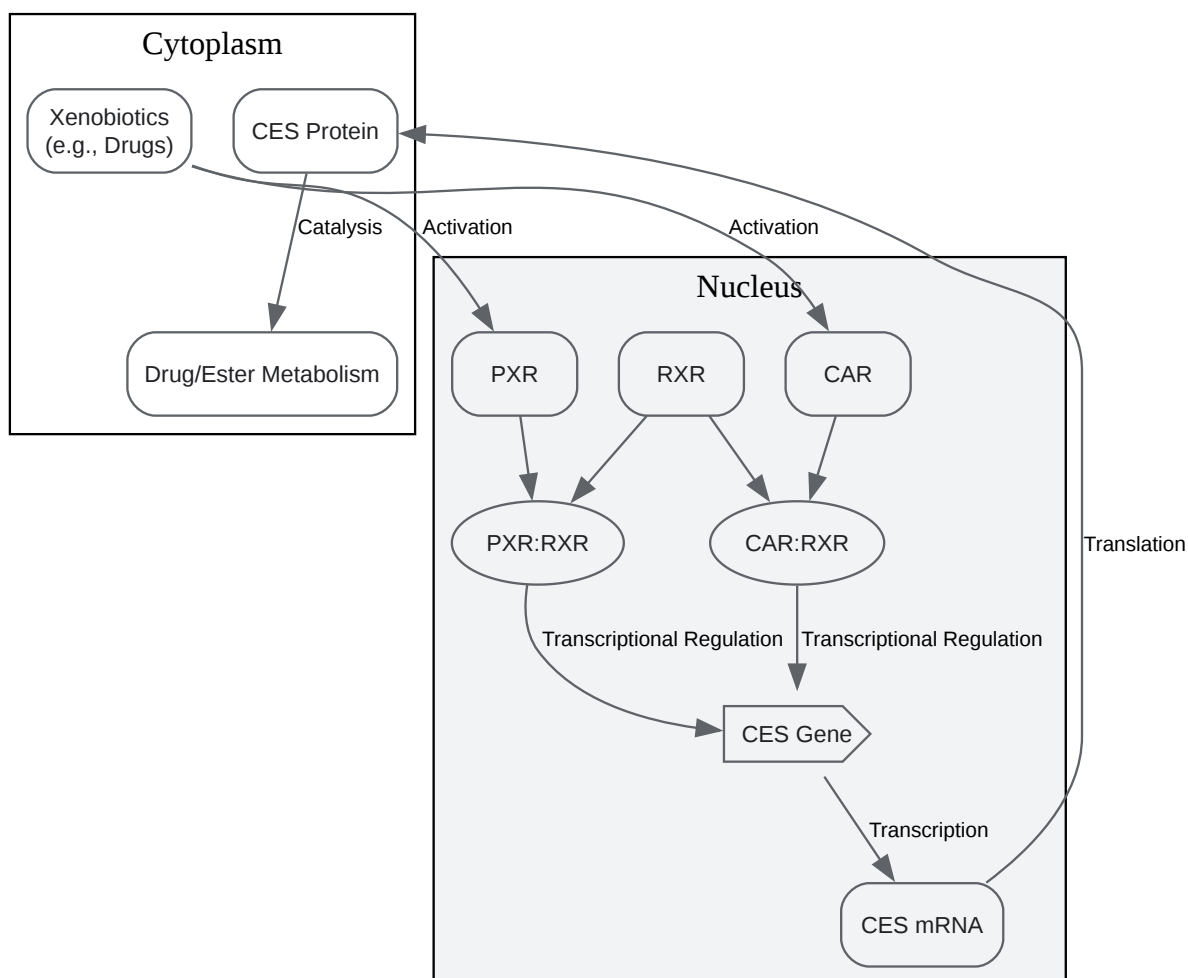 Cytoplasm
Xenobiotics
(e.g., Drugs)
CES Protein
Catalysis
Activation
Activation
Drug/Ester Metabolism
Nucleus
PXR
RXR
CAR
PXR:RXR
CAR:RXR
Translation
Transcriptional Regulation
Transcriptional Regulation
CES Gene
Transcription
CES mRNA